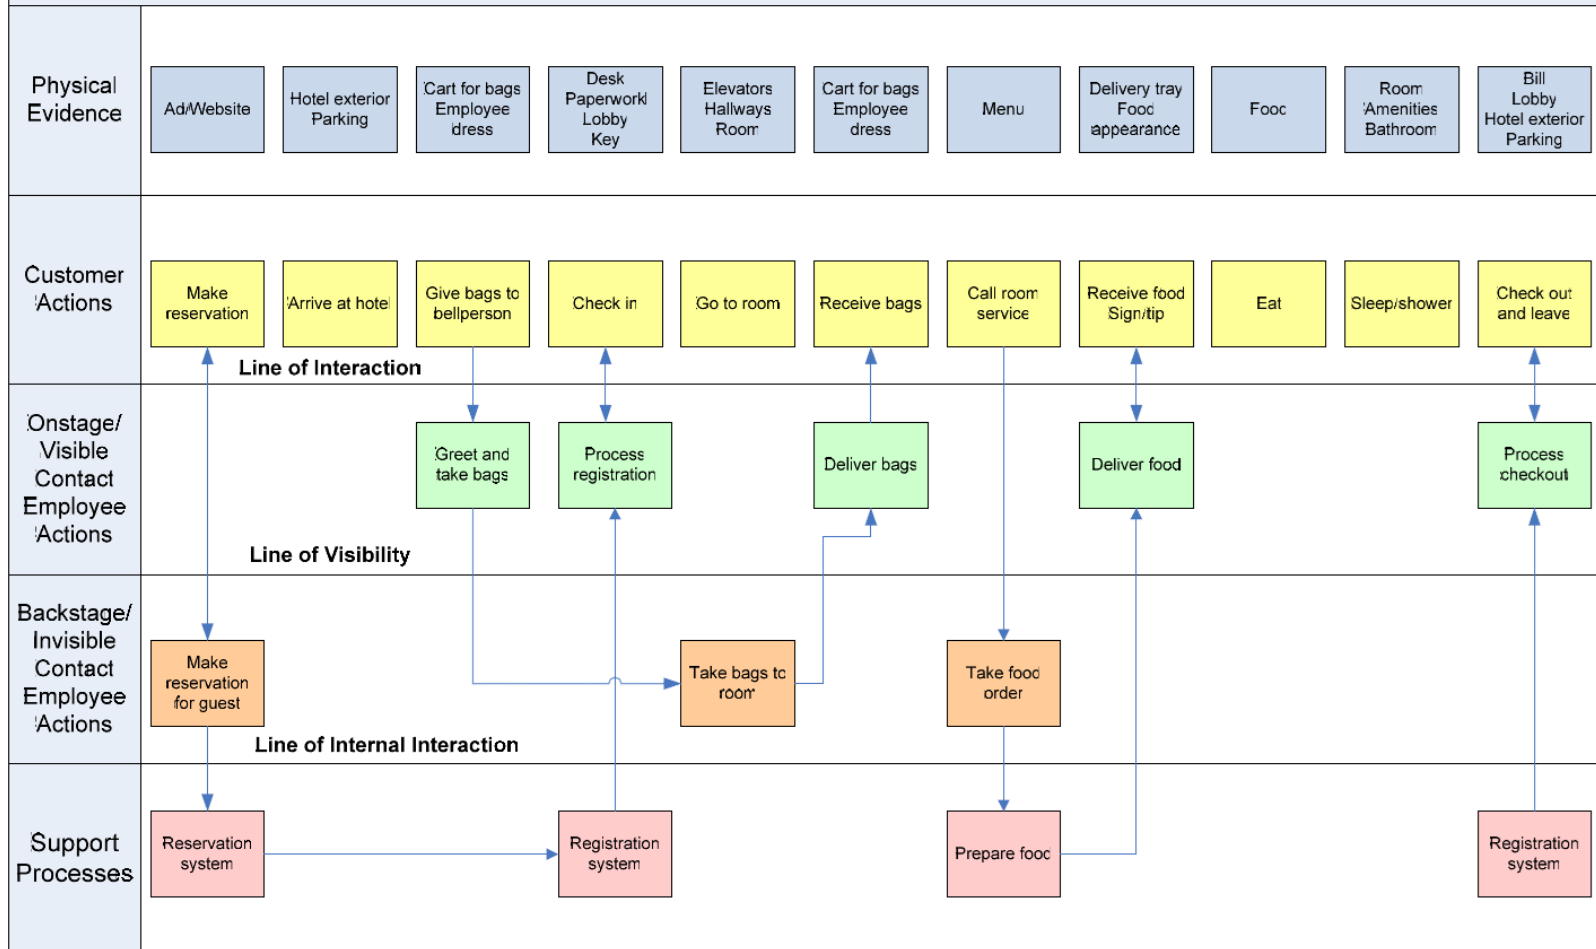 Physical
Evidence
Ad/Website
Hotel exterior
Parking
Cart for bags
Employee
dress
Desk
Paperwork
Lobby
Key
Elevators
Hallways
Room
Cart for bags
Employee
dress
Menu
Delivery tray
Food
appearance
Food
Room
Amenities
Bathroom
Bill
Lobby
Hotel exterior
Parking
Customer
Actions
Make
reservation
Arrive at hotel
Give bags to
bellperson
Check in
Go to room
Receive bags
Call room
service
Receive food
Sign/tip
Eat
Sleep/shower
Check out
and leave
Line of Interaction
Onstage/
Visible
Contact
Employee
Actions
Greet and
take bags
Process
registration
Deliver bags
Deliver food
Process
checkout
Line of Visibility
Backstage/
Invisible
Contact
Employee
Actions
Make
reservation
for guest
Take bags to
room
Take food
order
Line of Internal Interaction
Support
Processes
Reservation
system
Registration
system
Prepare food
Registration
system